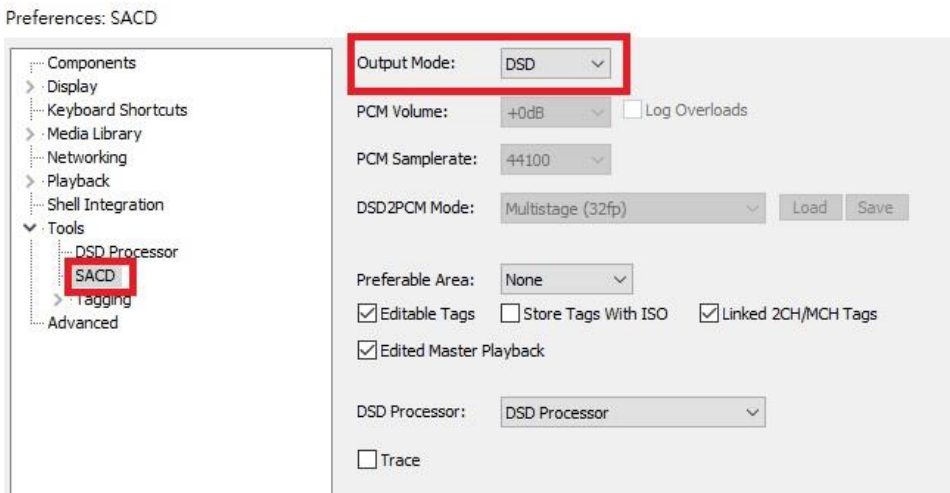 Preferences: SACD
Components
Display
Keyboard Shortcuts
Media Library
Networking
Playback
Shell Integration
Tools
DSD Processor
SACD
Tagging
Advanced
Output Mode: DSD
PCM Volume: +0dB Log Overloads
PCM Samplerate: 44100
DSD2PCM Mode: Multistage (32fp) Load Save
Preferable Area: None
Editable Tags Store Tags With ISO Linked 2CH/MCH Tags
Edited Master Playback
DSD Processor: DSD Processor
Trace